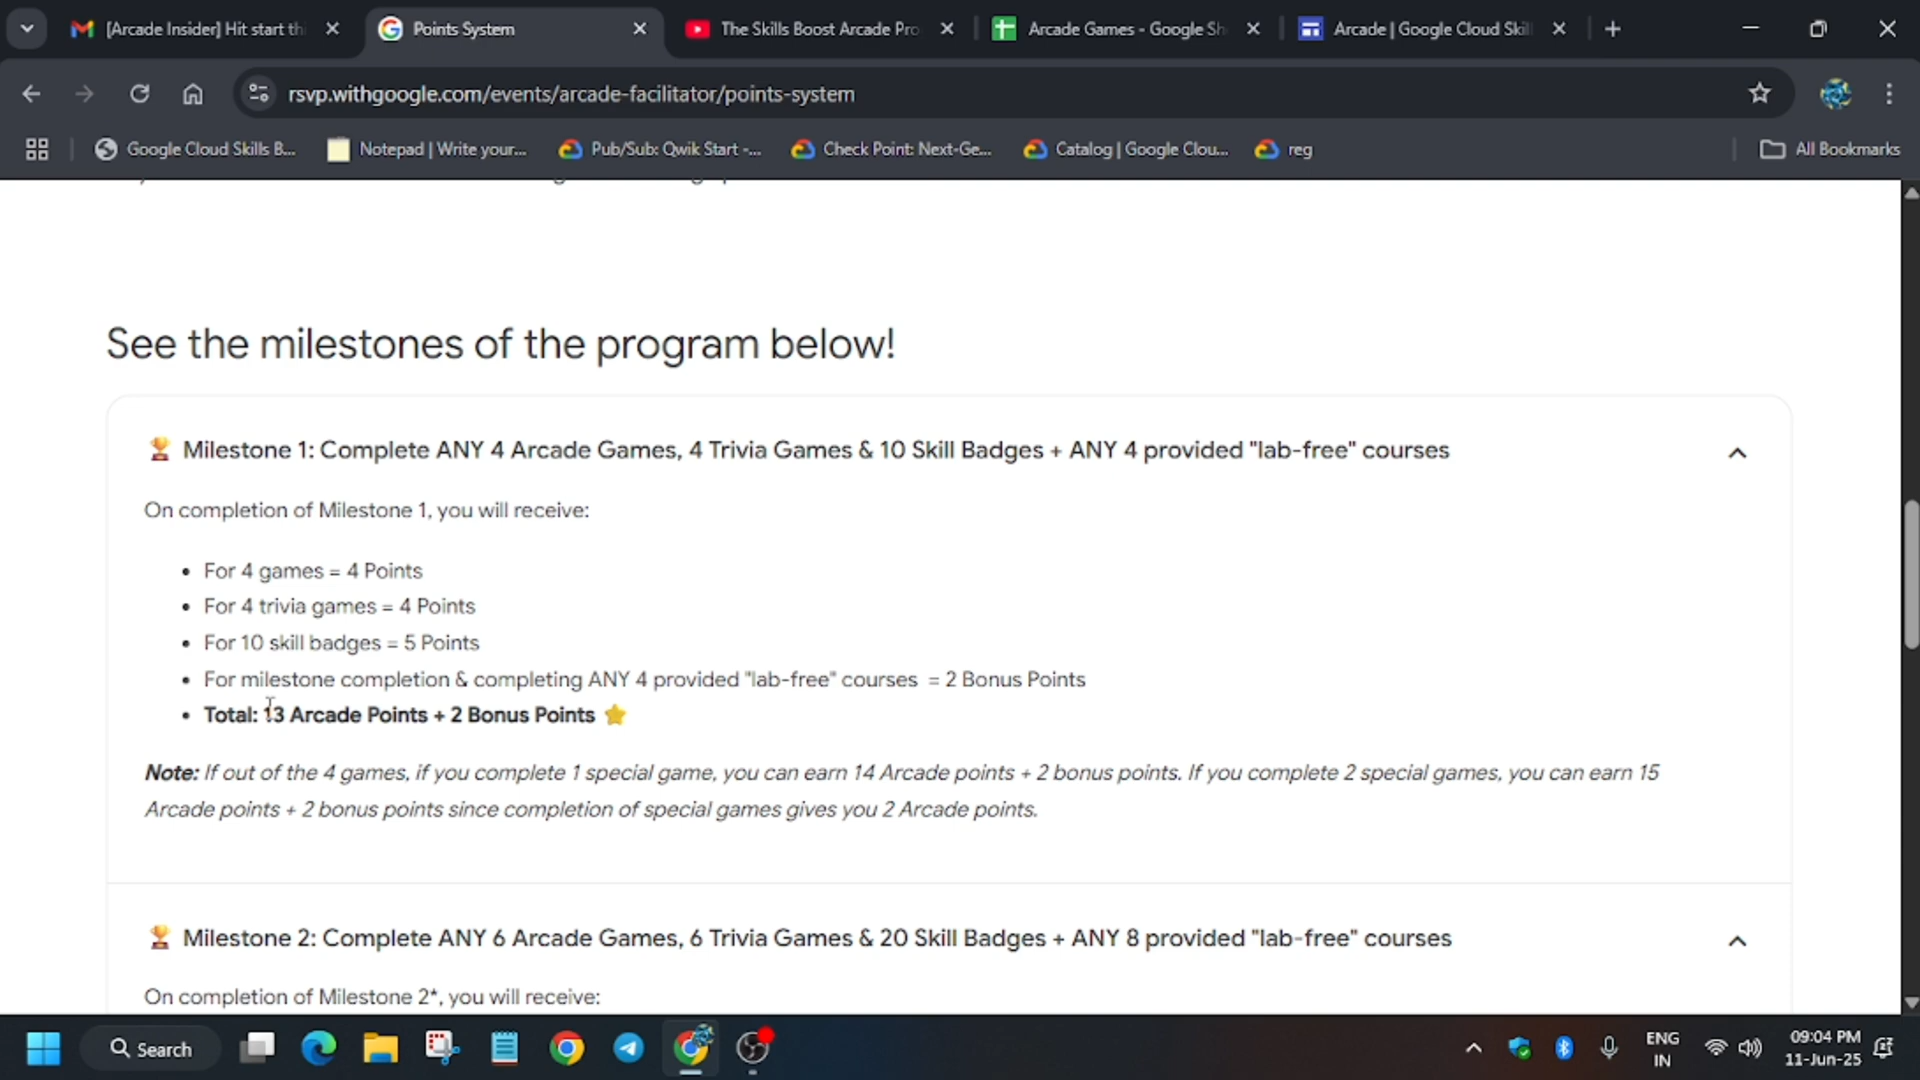 [Arcade Insider] Hit start th
Points System
The Skills Boost Arcade Pro
Arcade Games - Google Sh
Arcade | Google Cloud Skil
rsvp.withgoogle.com/events/arcade-facilitator/points-system
Google Cloud Skills B...
Notepad | Write your...
Pub/Sub: Qwik Start -...
Check Point: Next-Ge...
Catalog | Google Clou...
reg
All Bookmarks
See the milestones of the program below!
Milestone 1: Complete ANY 4 Arcade Games, 4 Trivia Games & 10 Skill Badges + ANY 4 provided "lab-free" courses
On completion of Milestone 1, you will receive:
• For 4 games = 4 Points
• For 4 trivia games = 4 Points
• For 10 skill badges = 5 Points
• For milestone completion & completing ANY 4 provided "lab-free" courses = 2 Bonus Points
• Total: 13 Arcade Points + 2 Bonus Points ⭐
Note: If out of the 4 games, if you complete 1 special game, you can earn 14 Arcade points + 2 bonus points. If you complete 2 special games, you can earn 15
Arcade points + 2 bonus points since completion of special games gives you 2 Arcade points.
Milestone 2: Complete ANY 6 Arcade Games, 6 Trivia Games & 20 Skill Badges + ANY 8 provided "lab-free" courses
On completion of Milestone 2*, you will receive:
Search
ENG
IN
09:04 PM
11-Jun-25